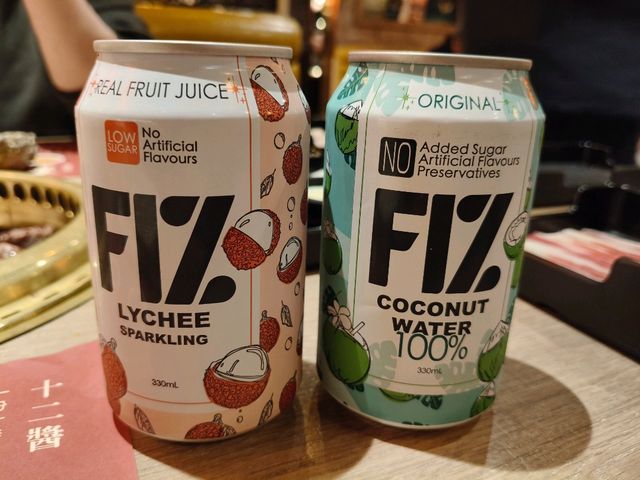 REAL FRUIT JUICE
LOW
SUGAR
No
Artificial
Flavours
FIZ
LYCHEE
SPARKLING
330mL
ORIGINAL
NO
Added Sugar
Artificial Flavours
Preservatives
FIZ
COCONUT
WATER
100%
330mL
十二醬